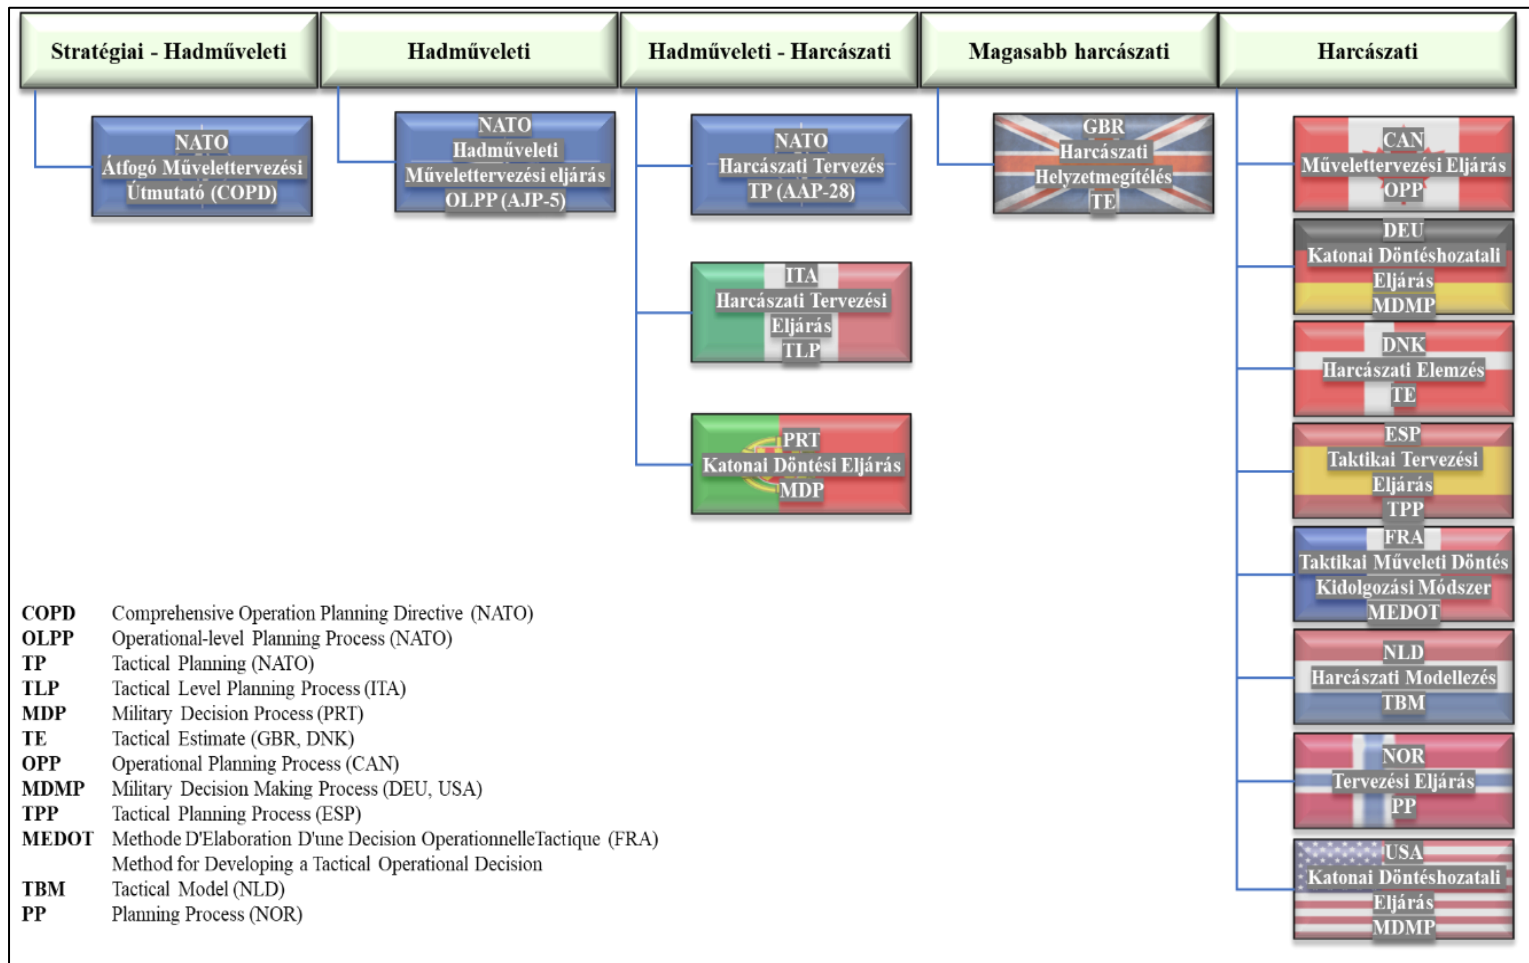 Stratégiai - Hadműveleti
Hadműveleti
Hadműveleti - Harcászati
Magasabb harcászati
Harcászati
NATO
Átfogó Művelettervezési
Útmutató (COPD)
NATO
Hadműveleti
Művelettervezési eljárás
OLPP (AJP-5)
NATO
Harcászati Tervezés
TP (AAP-28)
ITA
Harcászati Tervezési
Eljárás
TLP
PRT
Katonai Döntési Eljárás
MDP
GBR
Harcászati
Helyzetmegítélés
TE
CAN
Művelettervezési Eljárás
OPP
DEU
Katonai Döntéshozatali
Eljárás
MDMP
DNK
Harcászati Elemzés
TE
ESP
Taktikai Tervezési
Eljárás
TPP
FRA
Taktikai Műveleti Döntés
Kidolgozási Módszer
MEDOT
NLD
Harcászati Modellezés
TBM
NOR
Tervezési Eljárás
PP
USA
Katonai Döntéshozatali
Eljárás
MDMP
COPD Comprehensive Operation Planning Directive (NATO)
OLPP Operational-level Planning Process (NATO)
TP Tactical Planning (NATO)
TLP Tactical Level Planning Process (ITA)
MDP Military Decision Process (PRT)
TE Tactical Estimate (GBR, DNK)
OPP Operational Planning Process (CAN)
MDMP Military Decision Making Process (DEU, USA)
TPP Tactical Planning Process (ESP)
MEDOT Methode D'Elaboration D'une Decision OperationnelleTactique (FRA)
Method for Developing a Tactical Operational Decision
TBM Tactical Model (NLD)
PP Planning Process (NOR)